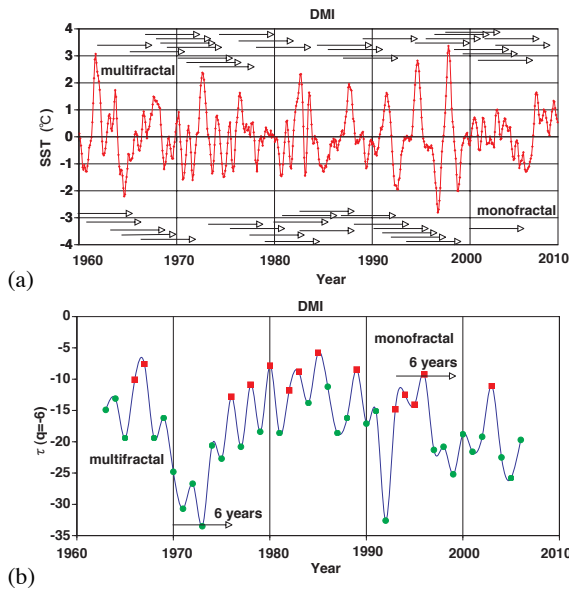 DMI
4
3
2
1
0
-1
-2
-3
-4
SST (℃)
multifractal
monofractal
1960 1970 1980 1990 2000 2010
Year
(a)
DMI
0
-5
-10
-15
-20
-25
-30
-35
τ (q=-6)
monofractal
6 years
multifractal
6 years
1960 1970 1980 1990 2000 2010
Year
(b)